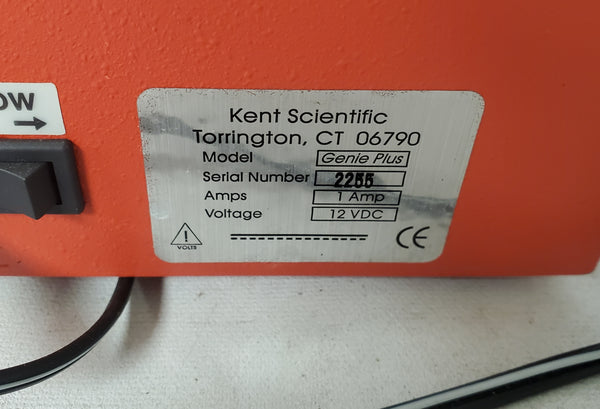 OW
→
Kent Scientific
Torrington, CT 06790
Model Genie Plus
Serial Number 2255
Amps 1 Amp
Voltage 12 VDC
! VOLTS
CE